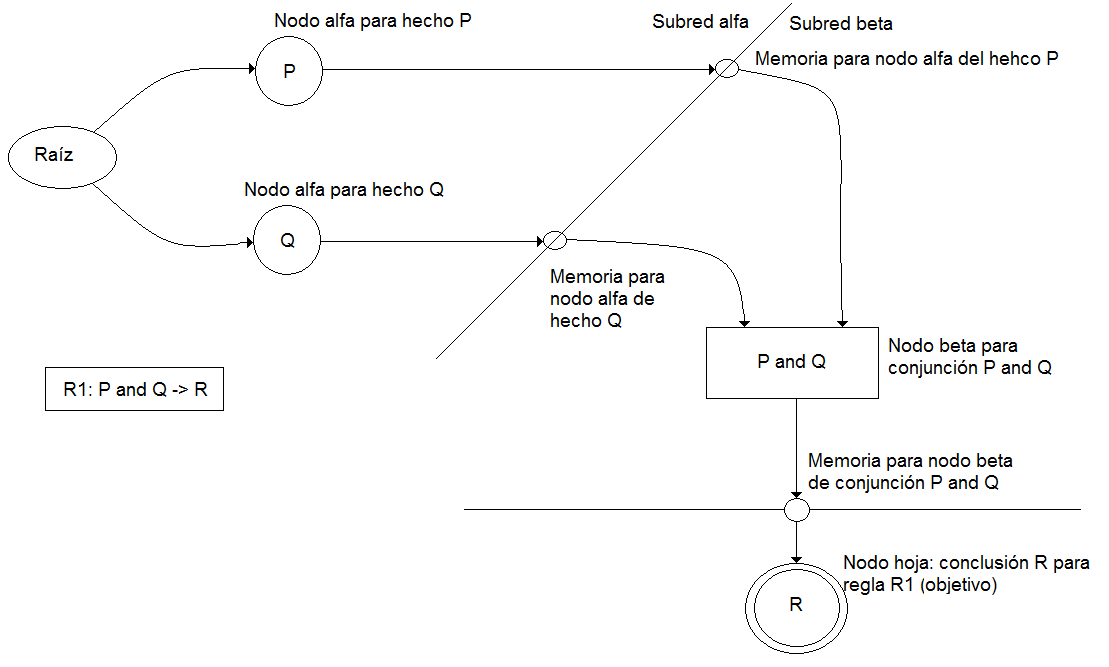 Nodo alfa para hecho P
Subred alfa
Subred beta
P
Memoria para nodo alfa del hehco P
Raíz
Nodo alfa para hecho Q
Q
Memoria para
nodo alfa de
hecho Q
P and Q
Nodo beta para
conjunción P and Q
R1: P and Q -> R
Memoria para nodo beta
de conjunción P and Q
Nodo hoja: conclusión R para
regla R1 (objetivo)
R